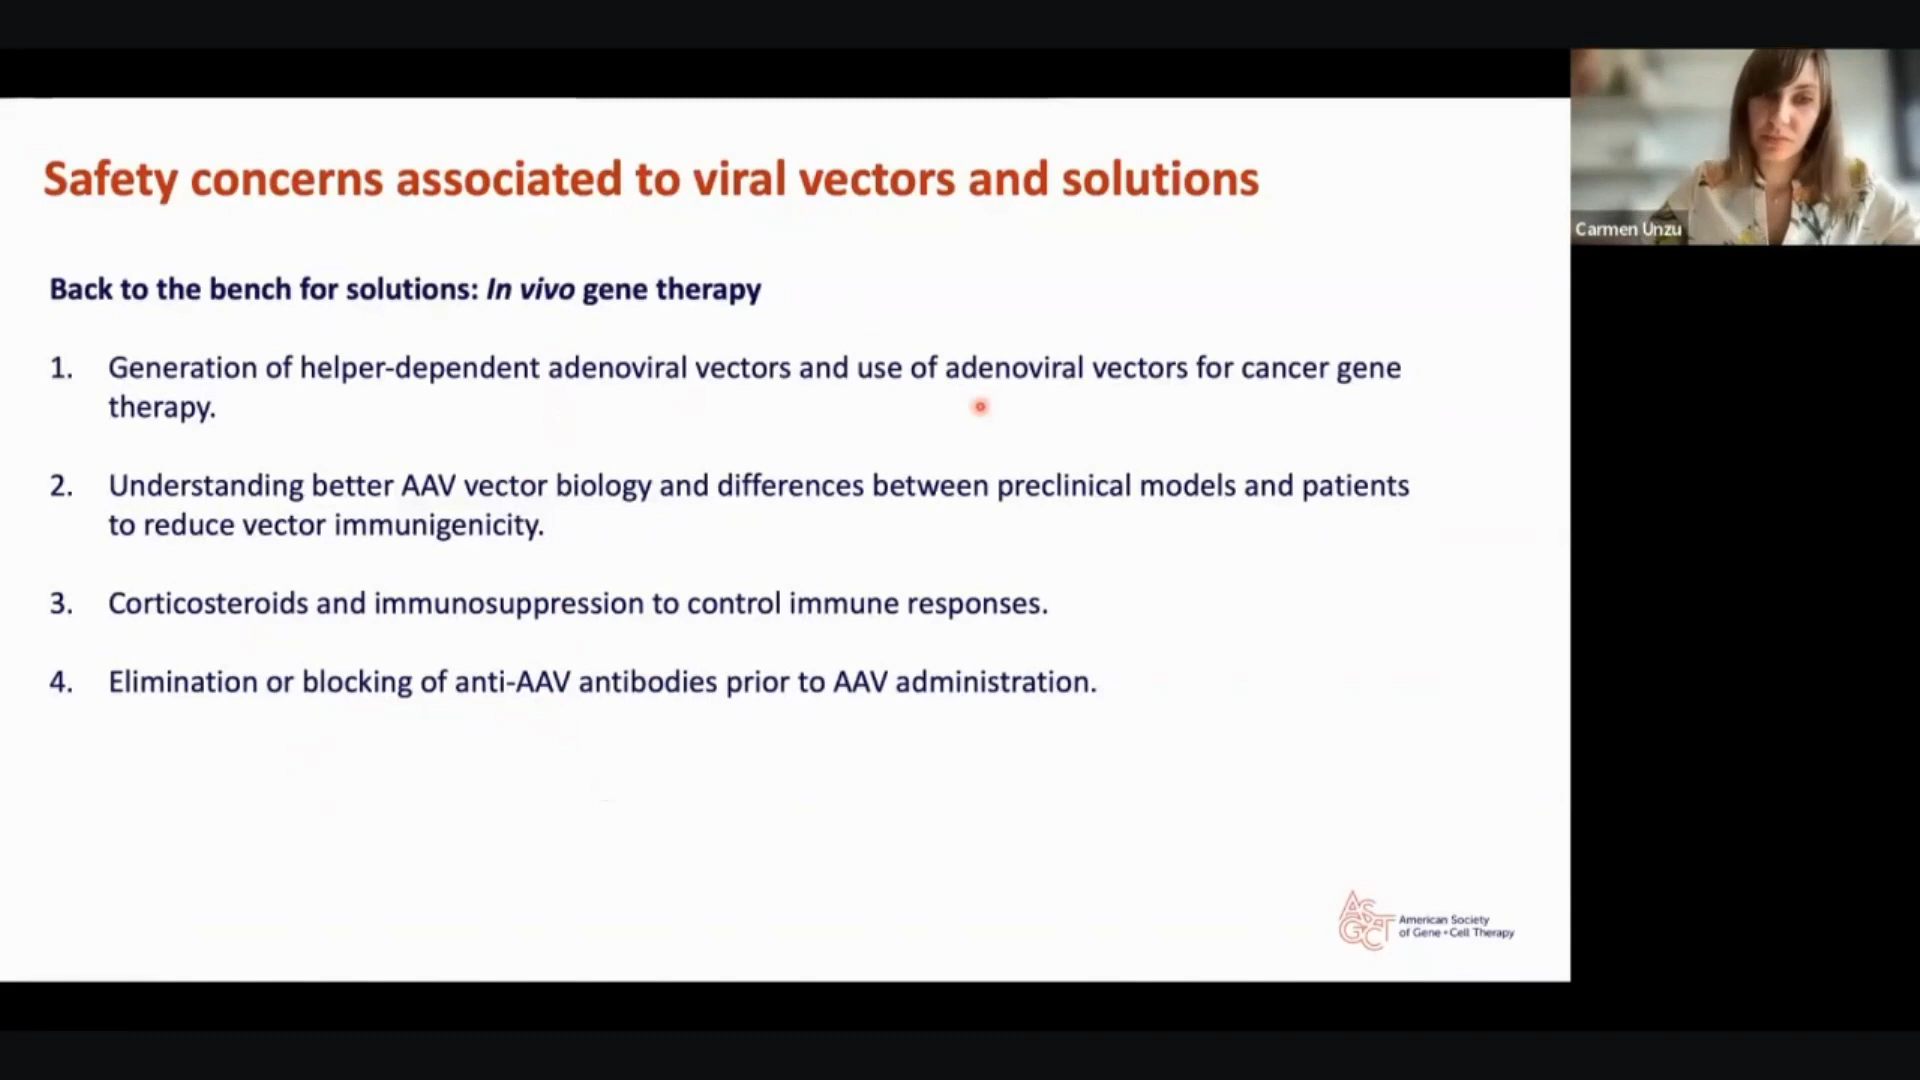 Safety concerns associated to viral vectors and solutions
Carmen Unzu
Back to the bench for solutions: In vivo gene therapy
1. Generation of helper-dependent adenoviral vectors and use of adenoviral vectors for cancer gene
therapy.
2. Understanding better AAV vector biology and differences between preclinical models and patients
to reduce vector immunigenicity.
3. Corticosteroids and immunosuppression to control immune responses.
4. Elimination or blocking of anti-AAV antibodies prior to AAV administration.
ASGCT
American Society
of Gene + Cell Therapy